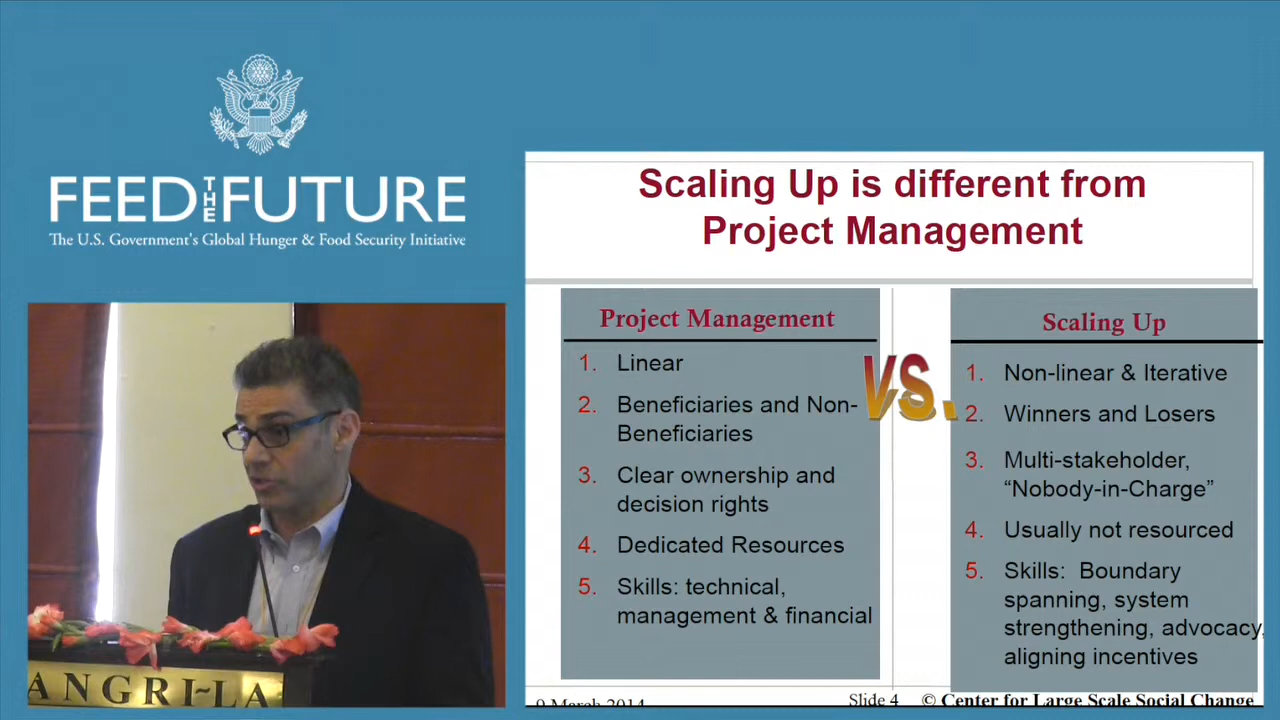 FEED THE FUTURE
The U.S. Government's Global Hunger & Food Security Initiative
ANGRI~LA
Scaling Up is different from
Project Management
Project Management
1. Linear
2. Beneficiaries and Non-
Beneficiaries
3. Clear ownership and
decision rights
4. Dedicated Resources
5. Skills: technical,
management & financial
VS.
Scaling Up
1. Non-linear & Iterative
2. Winners and Losers
3. Multi-stakeholder,
“Nobody-in-Charge”
4. Usually not resourced
5. Skills: Boundary
spanning, system
strengthening, advocacy,
aligning incentives
9 March 2014
Slide 4
© Center for Large Scale Social Change